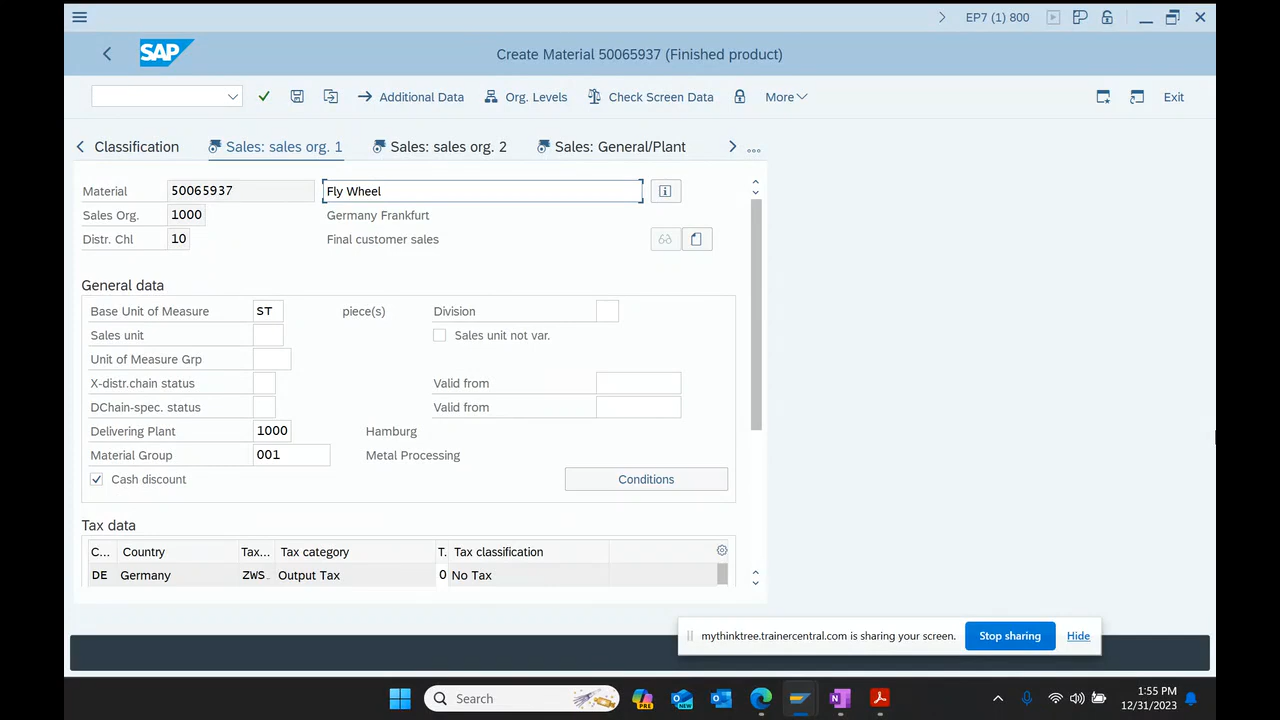 EP7 (1) 800
SAP
Create Material 50065937 (Finished product)
Additional Data Org. Levels Check Screen Data More Exit
Classification Sales: sales org. 1 Sales: sales org. 2 Sales: General/Plant
Material 50065937 Fly Wheel
Sales Org. 1000 Germany Frankfurt
Distr. Chl 10 Final customer sales
General data
Base Unit of Measure ST piece(s) Division
Sales unit Sales unit not var.
Unit of Measure Grp
X-distr.chain status Valid from
DChain-spec. status Valid from
Delivering Plant 1000 Hamburg
Material Group 001 Metal Processing
Cash discount Conditions
Tax data
C... Country Tax... Tax category T. Tax classification
DE Germany ZWS. Output Tax 0 No Tax
mythinktree.trainercentral.com is sharing your screen. Stop sharing Hide
Search PRE NEW 1:55 PM
12/31/2023